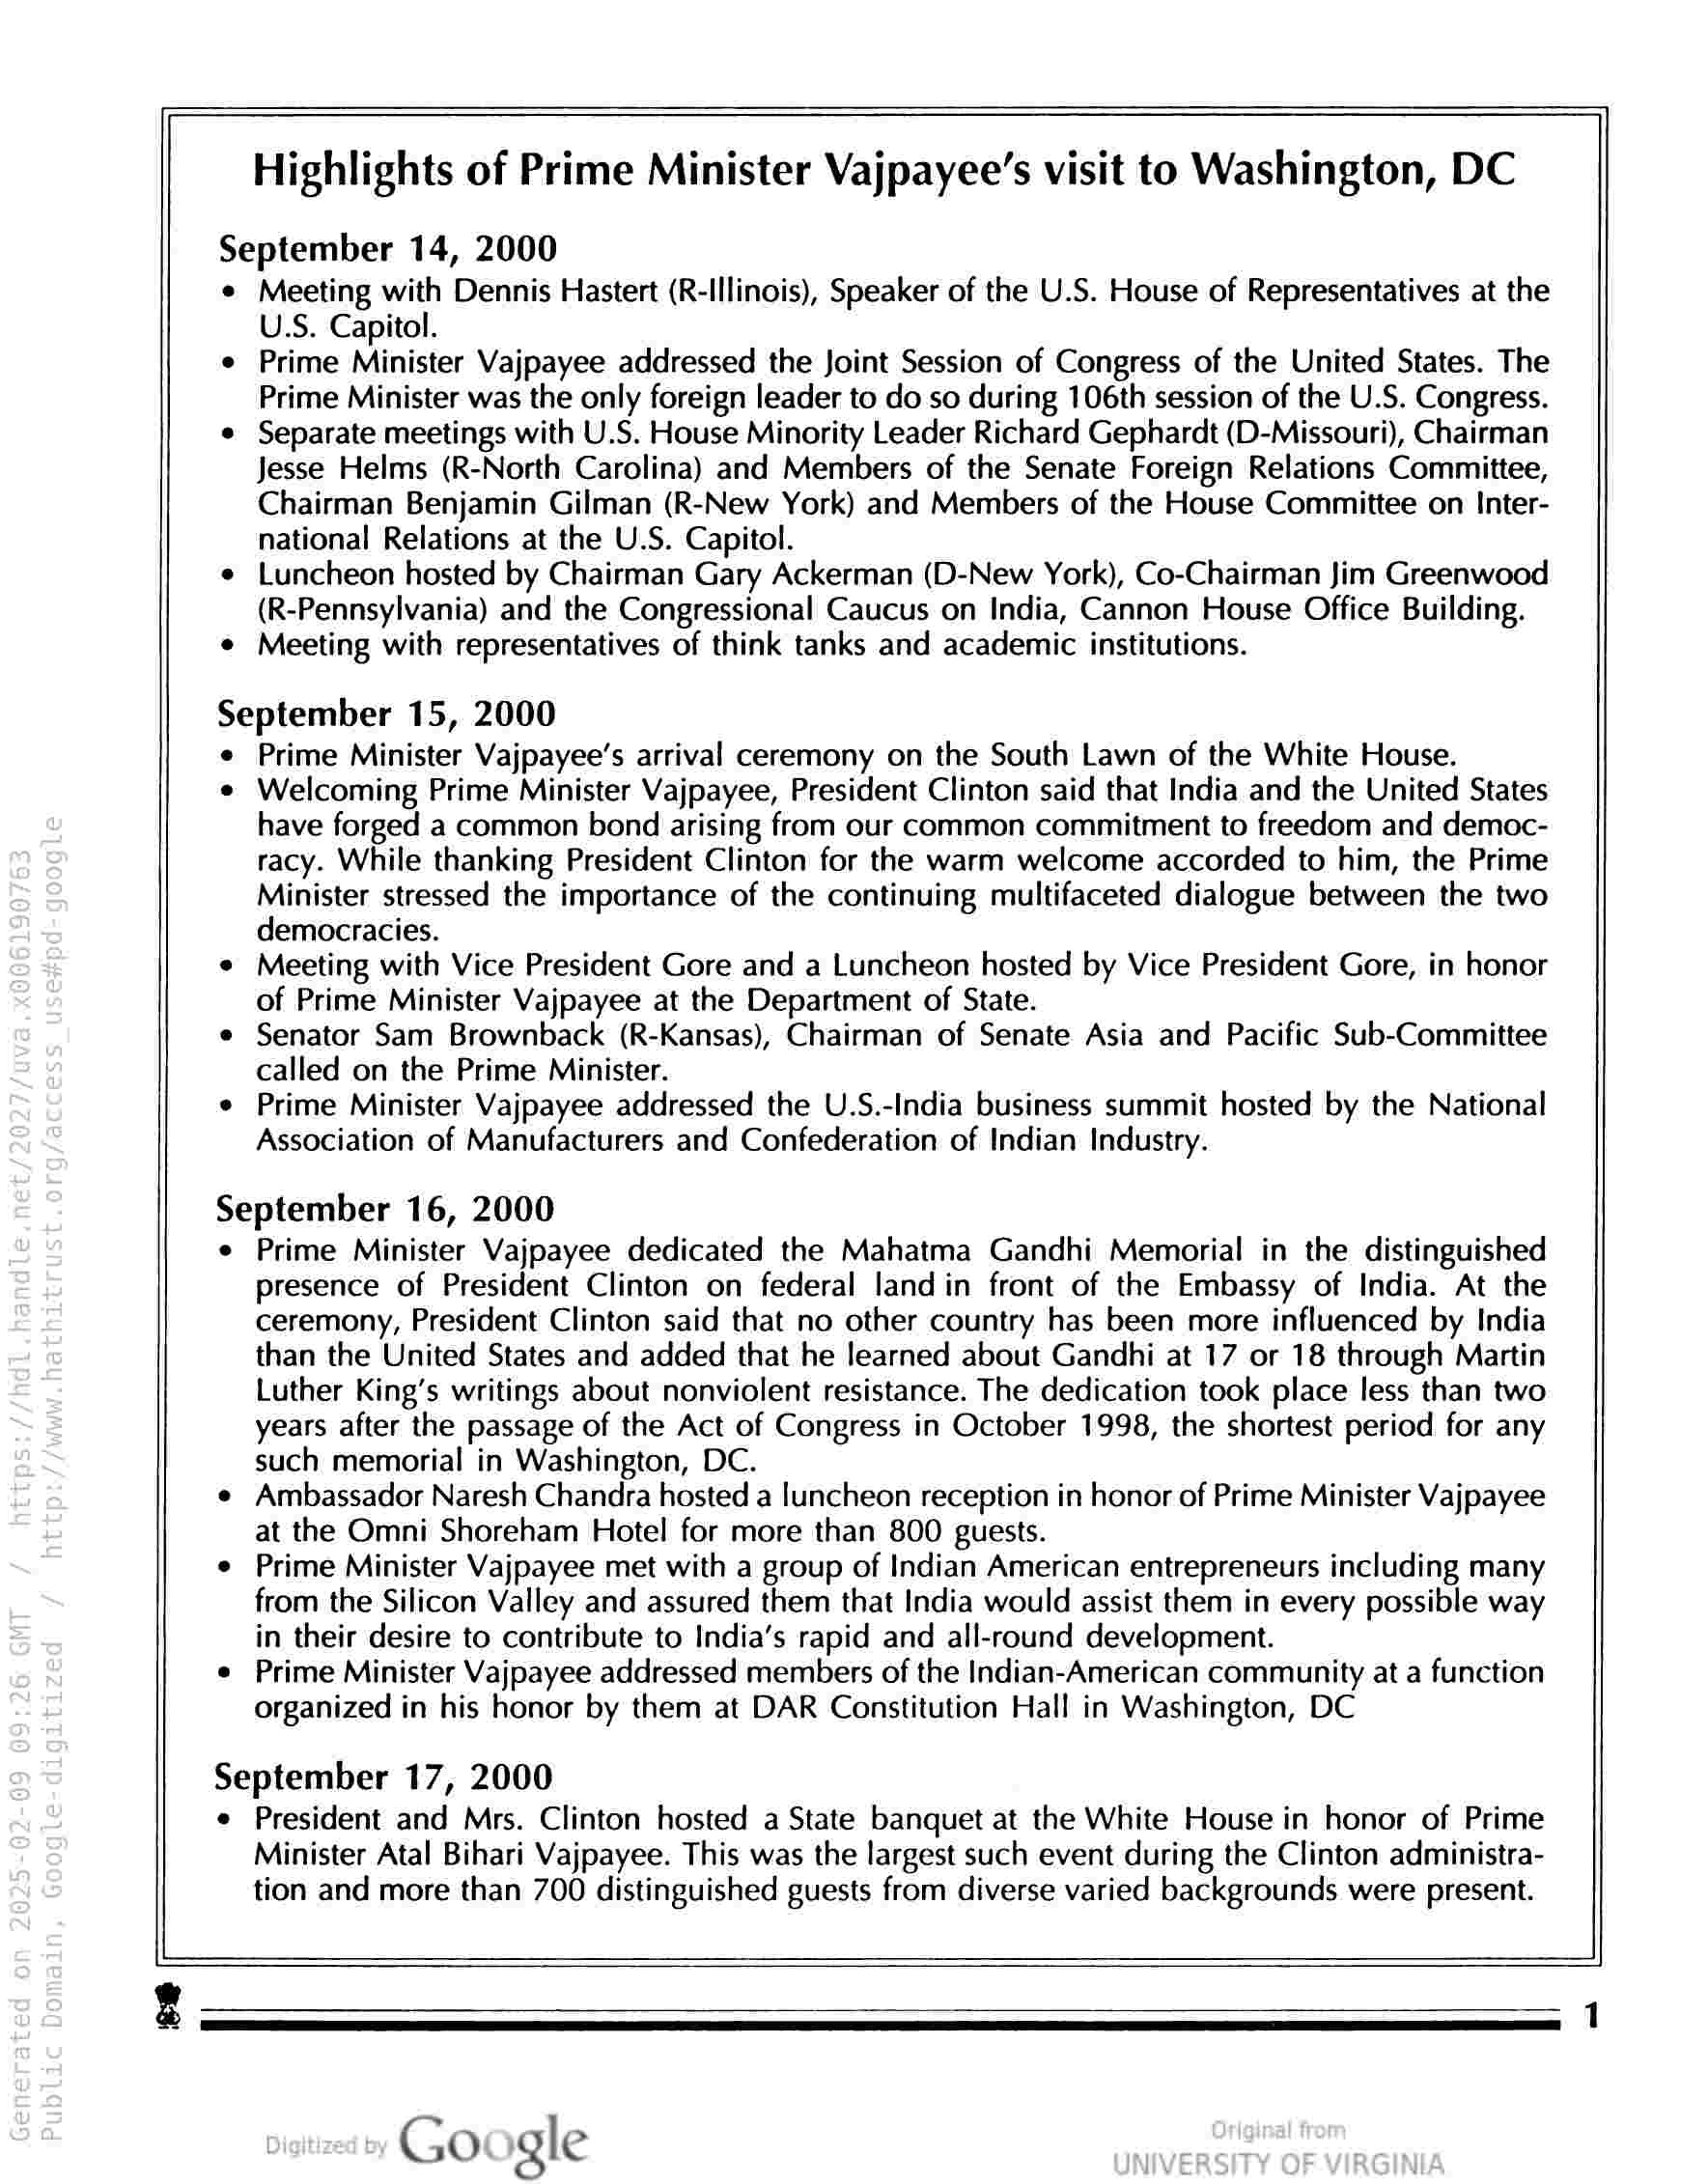 Highlights of Prime Minister Vajpayee's visit to Washington, DC
September 14, 2000
• Meeting with Dennis Hastert (R-Illinois), Speaker of the U.S. House of Representatives at the
U.S. Capitol.
• Prime Minister Vajpayee addressed the Joint Session of Congress of the United States. The
Prime Minister was the only foreign leader to do so during 106th session of the U.S. Congress.
• Separate meetings with U.S. House Minority Leader Richard Gephardt (D-Missouri), Chairman
Jesse Helms (R-North Carolina) and Members of the Senate Foreign Relations Committee,
Chairman Benjamin Gilman (R-New York) and Members of the House Committee on Inter-
national Relations at the U.S. Capitol.
• Luncheon hosted by Chairman Gary Ackerman (D-New York), Co-Chairman Jim Greenwood
(R-Pennsylvania) and the Congressional Caucus on India, Cannon House Office Building.
• Meeting with representatives of think tanks and academic institutions.
September 15, 2000
• Prime Minister Vajpayee's arrival ceremony on the South Lawn of the White House.
• Welcoming Prime Minister Vajpayee, President Clinton said that India and the United States
have forged a common bond arising from our common commitment to freedom and democ-
racy. While thanking President Clinton for the warm welcome accorded to him, the Prime
Minister stressed the importance of the continuing multifaceted dialogue between the two
democracies.
• Meeting with Vice President Gore and a Luncheon hosted by Vice President Gore, in honor
of Prime Minister Vajpayee at the Department of State.
• Senator Sam Brownback (R-Kansas), Chairman of Senate Asia and Pacific Sub-Committee
called on the Prime Minister.
• Prime Minister Vajpayee addressed the U.S.-India business summit hosted by the National
Association of Manufacturers and Confederation of Indian Industry.
September 16, 2000
• Prime Minister Vajpayee dedicated the Mahatma Gandhi Memorial in the distinguished
presence of President Clinton on federal land in front of the Embassy of India. At the
ceremony, President Clinton said that no other country has been more influenced by India
than the United States and added that he learned about Gandhi at 17 or 18 through Martin
Luther King's writings about nonviolent resistance. The dedication took place less than two
years after the passage of the Act of Congress in October 1998, the shortest period for any
such memorial in Washington, DC.
• Ambassador Naresh Chandra hosted a luncheon reception in honor of Prime Minister Vajpayee
at the Omni Shoreham Hotel for more than 800 guests.
• Prime Minister Vajpayee met with a group of Indian American entrepreneurs including many
from the Silicon Valley and assured them that India would assist them in every possible way
in their desire to contribute to India's rapid and all-round development.
• Prime Minister Vajpayee addressed members of the Indian-American community at a function
organized in his honor by them at DAR Constitution Hall in Washington, DC
September 17, 2000
• President and Mrs. Clinton hosted a State banquet at the White House in honor of Prime
Minister Atal Bihari Vajpayee. This was the largest such event during the Clinton administra-
tion and more than 700 distinguished guests from diverse varied backgrounds were present.
1
Generated on 2025-02-09 09:26 GMT / https://hdl.handle.net/2027/uva.x006190763
Public Domain, Google-digitized / http://www.hathitrust.org/access_use#pd-google
Digitized by Google
Original from
UNIVERSITY OF VIRGINIA